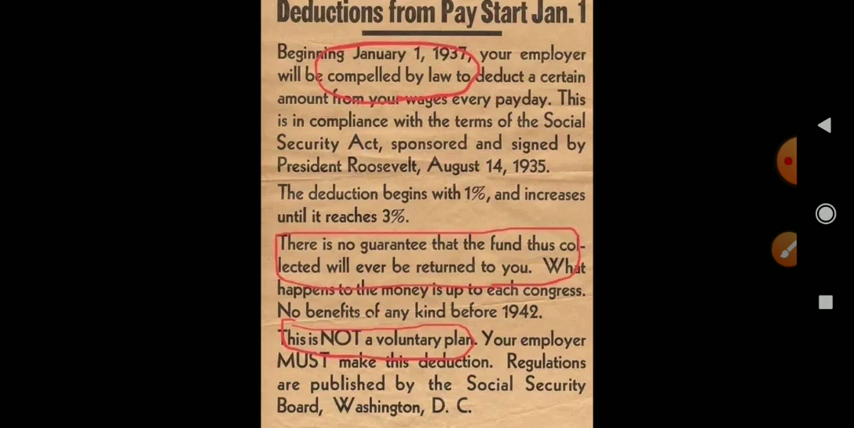 Deductions from Pay Start Jan. 1
Beginning January 1, 1937, your employer
will be compelled by law to deduct a certain
amount from your wages every payday. This
is in compliance with the terms of the Social
Security Act, sponsored and signed by
President Roosevelt, August 14, 1935.
The deduction begins with 1%, and increases
until it reaches 3%.
There is no guarantee that the fund thus col-
lected will ever be returned to you. What
happens to the money is up to each congress.
No benefits of any kind before 1942.
This is NOT a voluntary plan. Your employer
MUST make this deduction. Regulations
are published by the Social Security
Board, Washington, D. C.